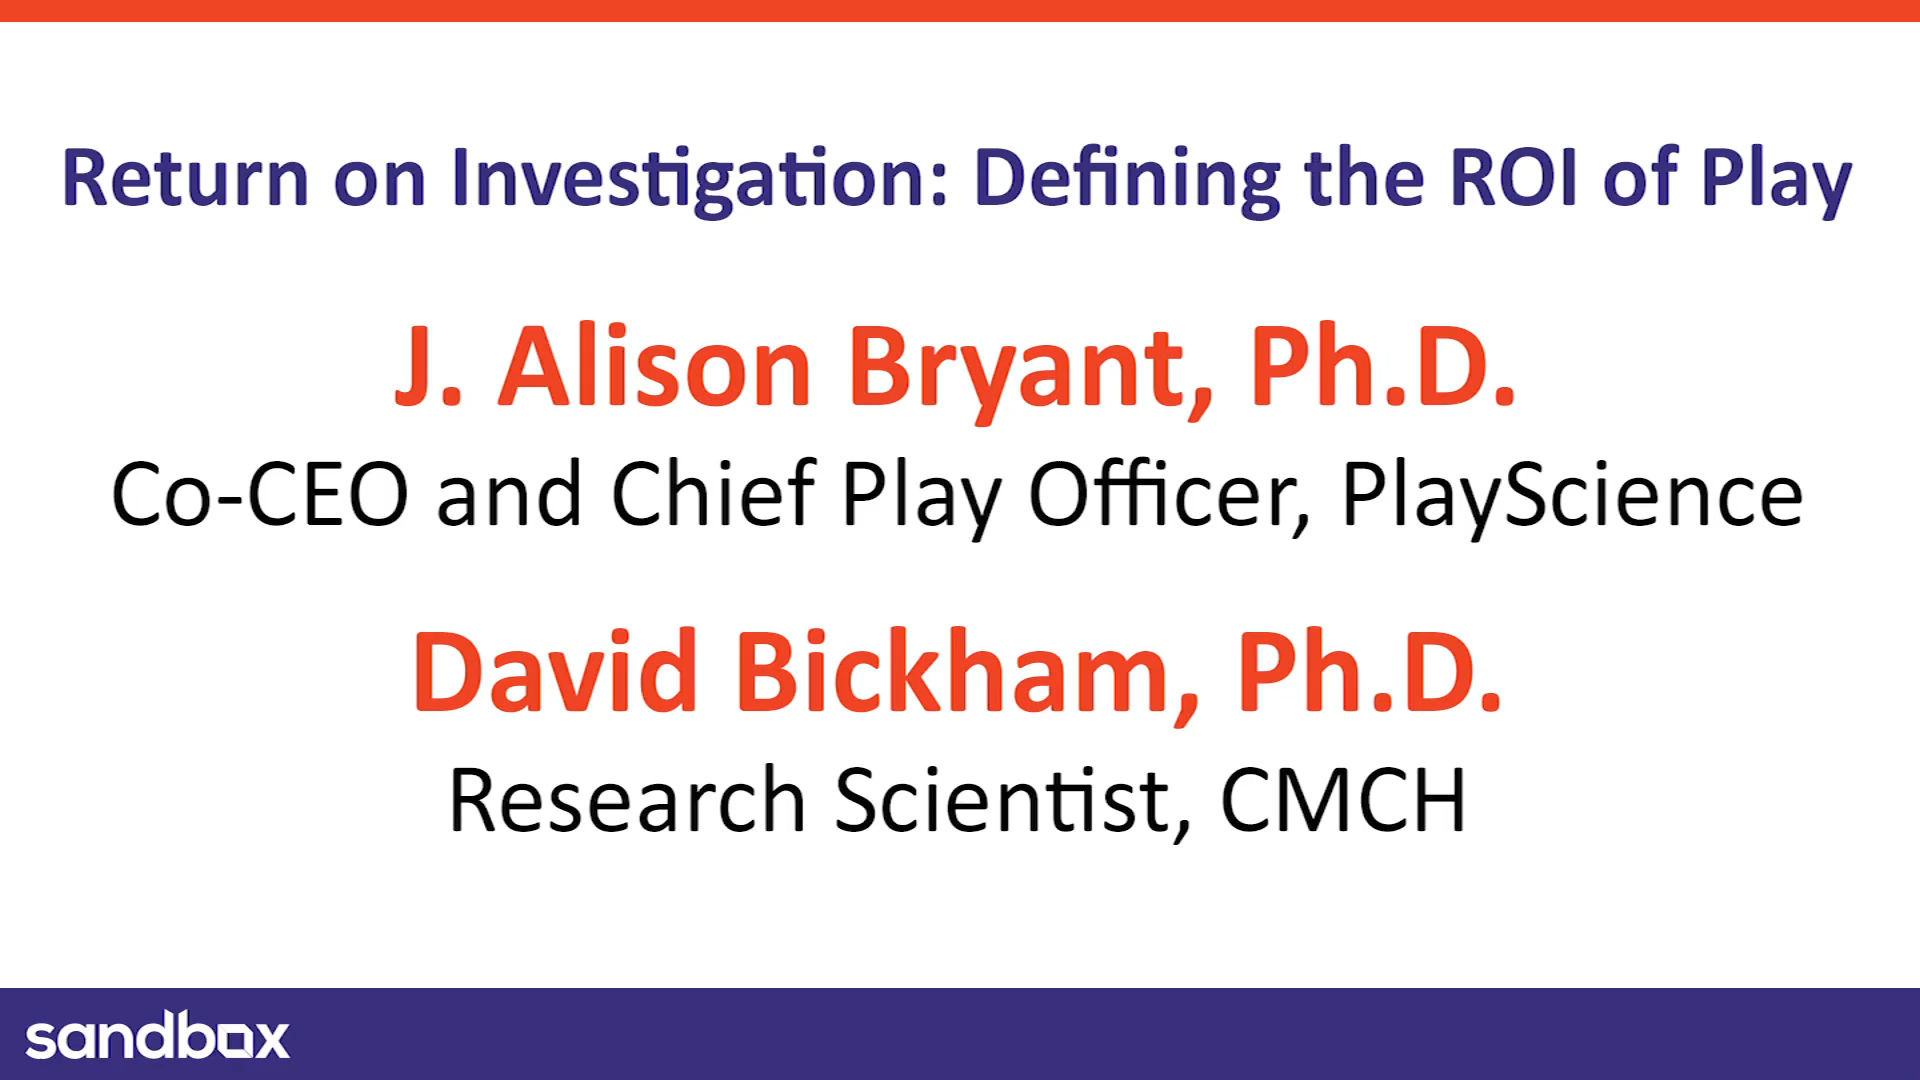 Return on Investigation: Defining the ROI of Play
J. Alison Bryant, Ph.D.
Co-CEO and Chief Play Officer, PlayScience
David Bickham, Ph.D.
Research Scientist, CMCH
sandbox